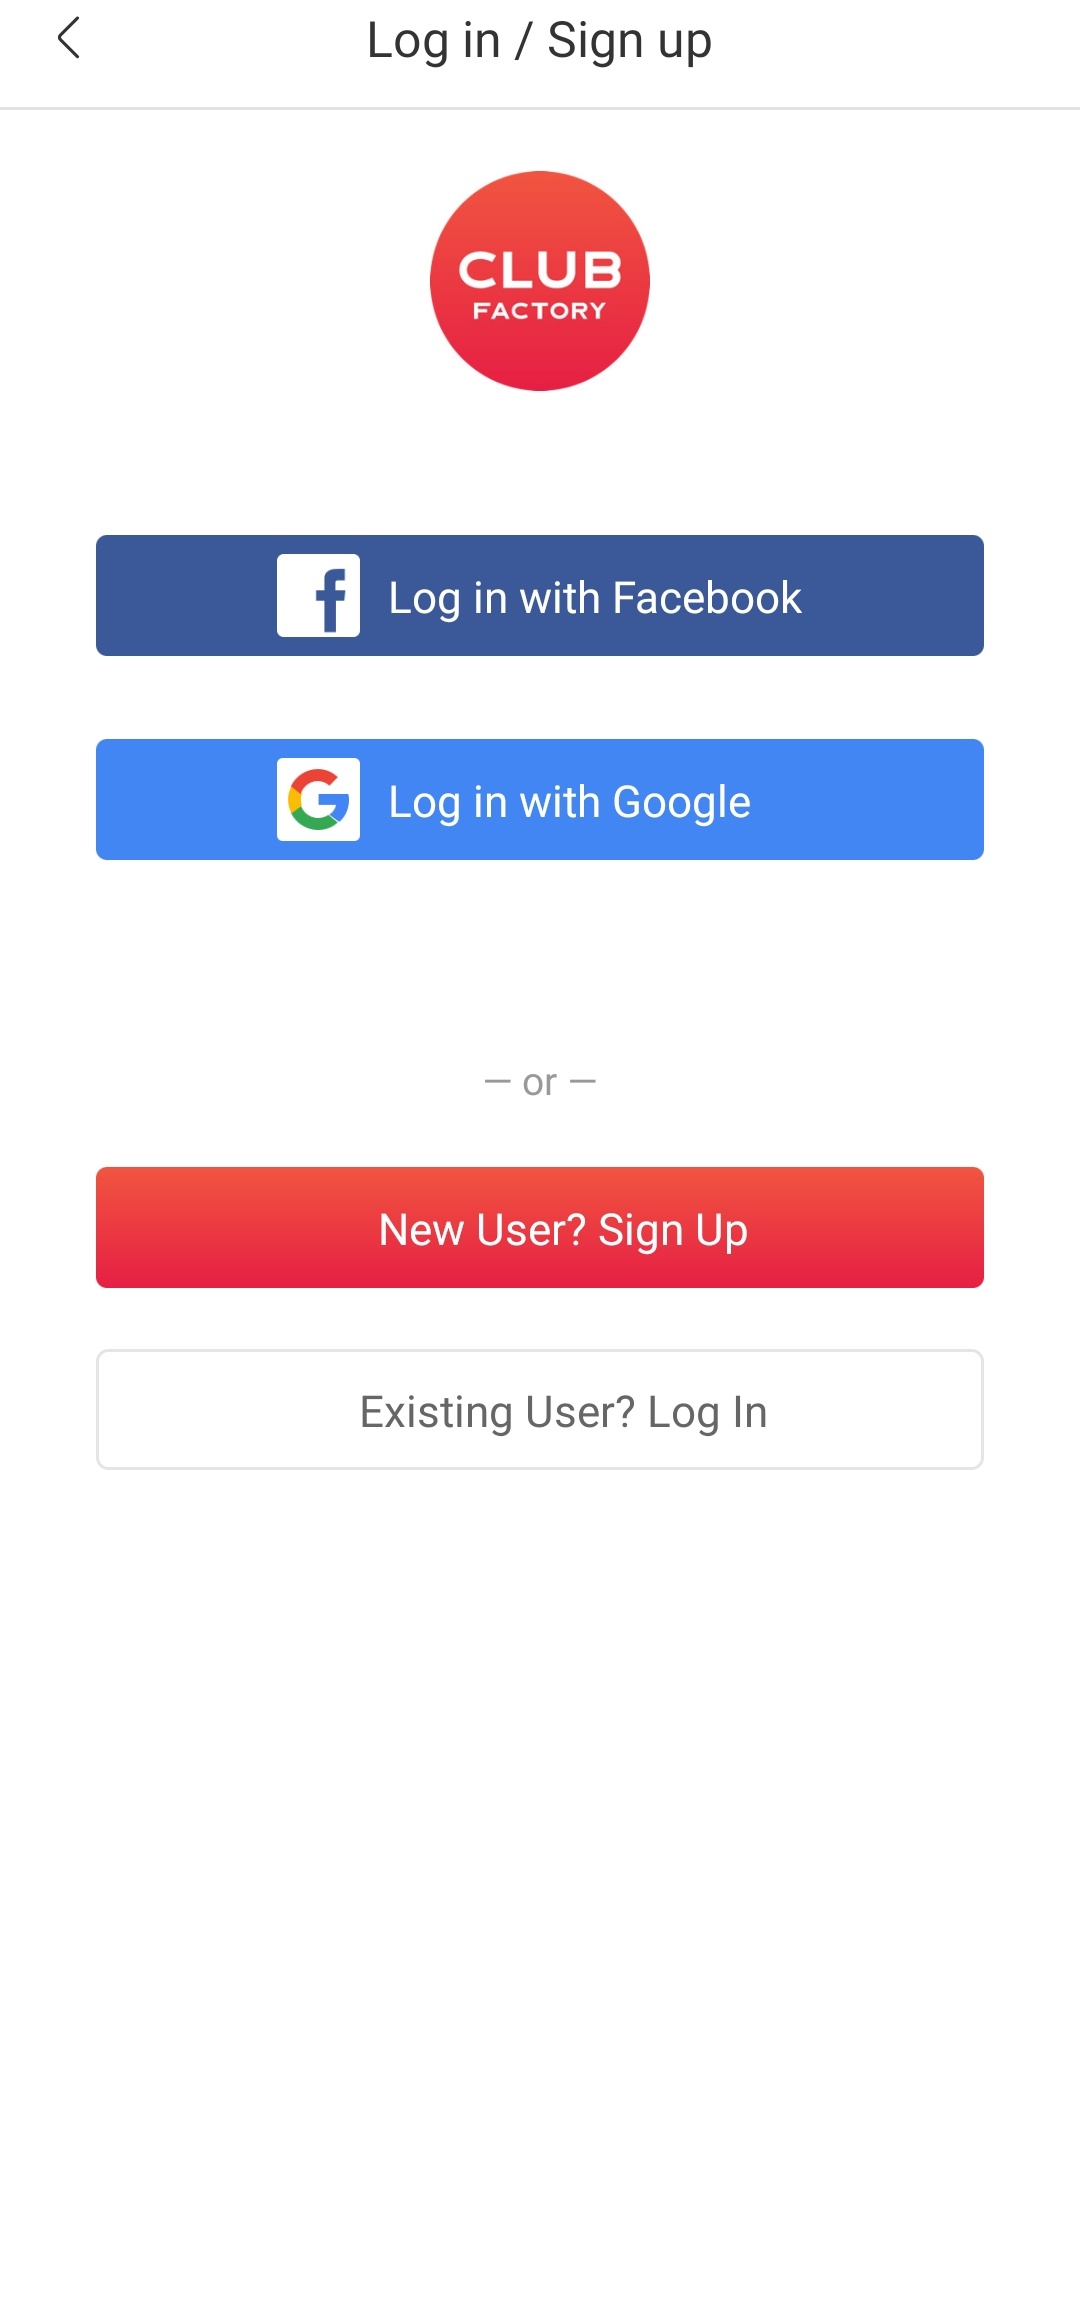 Log in / Sign up
CLUB
FACTORY
Log in with Facebook
Log in with Google
— or —
New User? Sign Up
Existing User? Log In